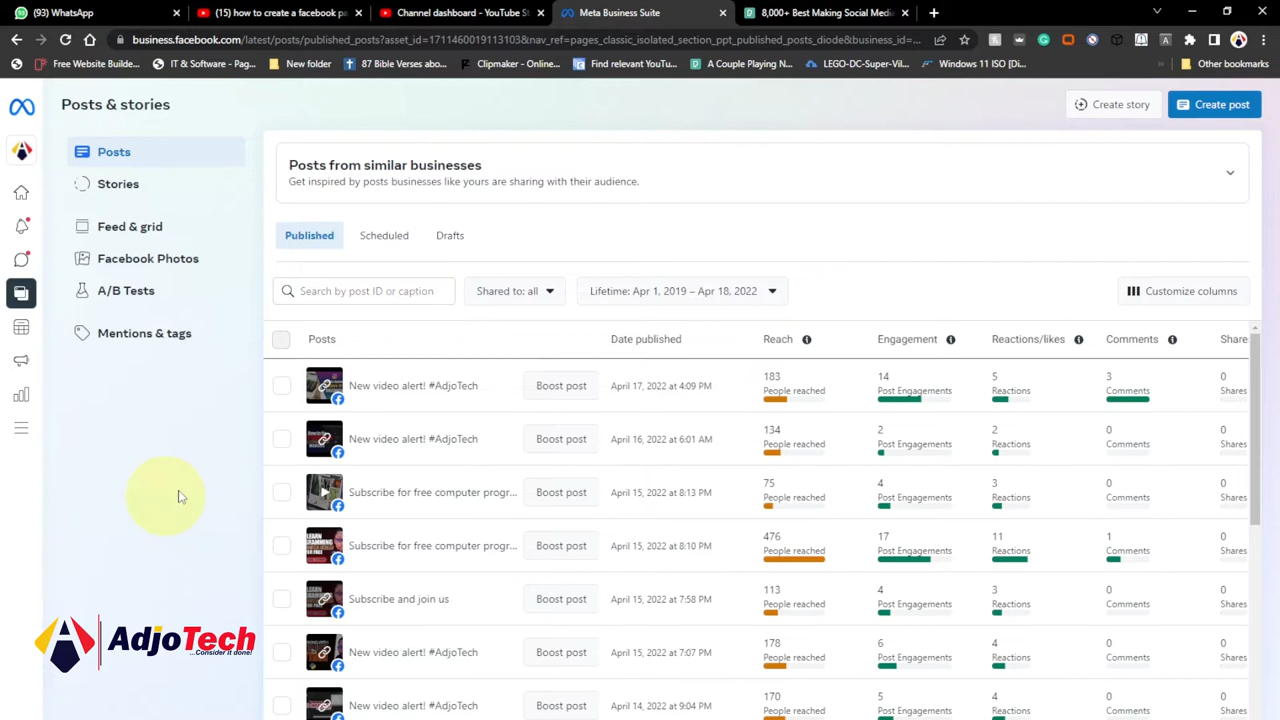 (93) WhatsApp
(15) how to create a facebook pa
Channel dashboard - YouTube St
Meta Business Suite
8,000+ Best Making Social Media
business.facebook.com/latest/posts/published_posts?asset_id=1711460019113103&nav_ref=pages_classic_isolated_section_ppt_published_posts_diode&business_id=...
Free Website Builde...
IT & Software - Pag...
New folder
87 Bible Verses abo...
Clipmaker - Online...
Find relevant YouTub...
A Couple Playing N...
LEGO-DC-Super-Vil...
Windows 11 ISO [Di...
Other bookmarks
Posts & stories
Create story
Create post
Posts
Stories
Feed & grid
Facebook Photos
A/B Tests
Mentions & tags
Posts from similar businesses
Get inspired by posts businesses like yours are sharing with their audience.
Published
Scheduled
Drafts
Search by post ID or caption
Shared to: all
Lifetime: Apr 1, 2019 – Apr 18, 2022
Customize columns
Posts
Date published
Reach
Engagement
Reactions/likes
Comments
Share
New video alert! #AdjoTech
Boost post
April 17, 2022 at 4:09 PM
183
People reached
14
Post Engagements
5
Reactions
3
Comments
0
Shares
New video alert! #AdjoTech
Boost post
April 16, 2022 at 6:01 AM
134
People reached
2
Post Engagements
2
Reactions
0
Comments
0
Shares
Subscribe for free computer progr...
Boost post
April 15, 2022 at 8:13 PM
75
People reached
4
Post Engagements
3
Reactions
0
Comments
0
Shares
Subscribe for free computer progr...
Boost post
April 15, 2022 at 8:10 PM
476
People reached
17
Post Engagements
11
Reactions
1
Comments
0
Shares
Subscribe and join us
Boost post
April 15, 2022 at 7:58 PM
113
People reached
4
Post Engagements
3
Reactions
0
Comments
0
Shares
New video alert! #AdjoTech
Boost post
April 15, 2022 at 7:07 PM
178
People reached
6
Post Engagements
4
Reactions
0
Comments
0
Shares
New video alert! #AdjoTech
Boost post
April 14, 2022 at 9:04 PM
170
People reached
5
Post Engagements
4
Reactions
0
Comments
0
Shares
AdjoTech
...Consider it done!